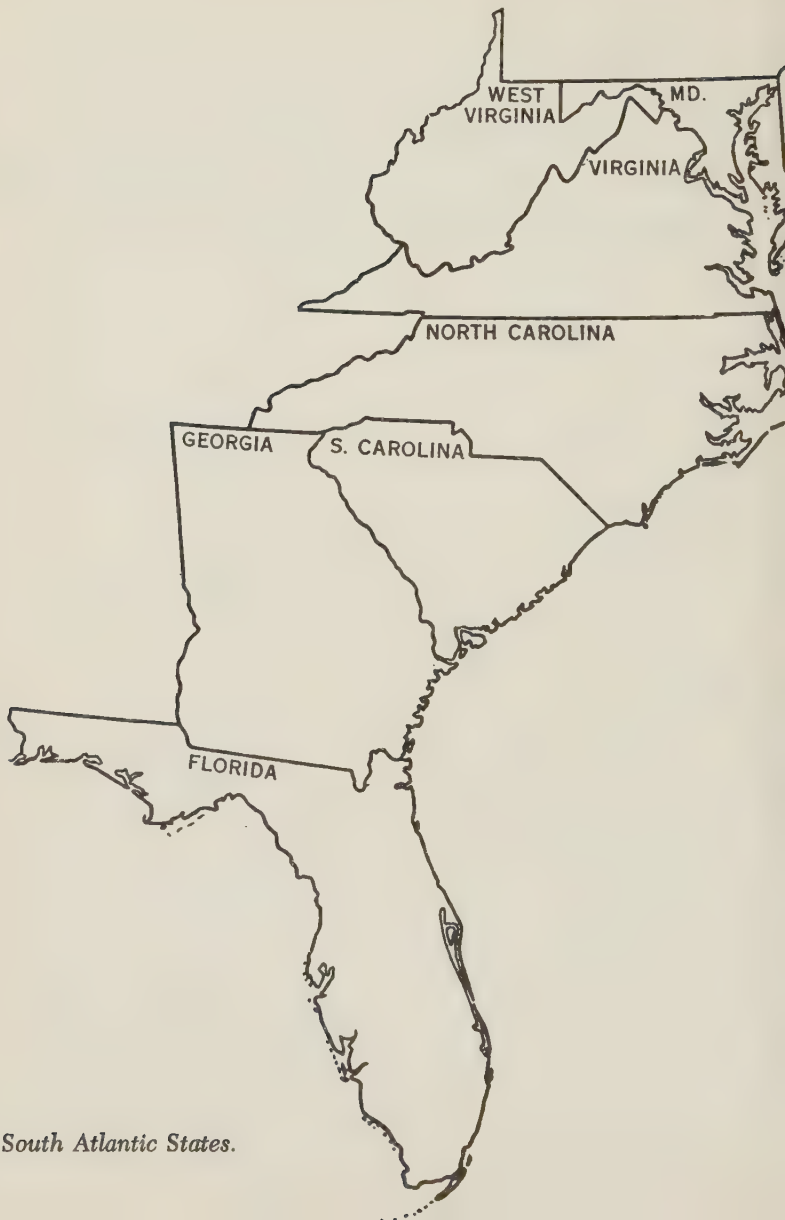 WEST
VIRGINIA
MD.
VIRGINIA
NORTH CAROLINA
GEORGIA
S. CAROLINA
FLORIDA
South Atlantic States.